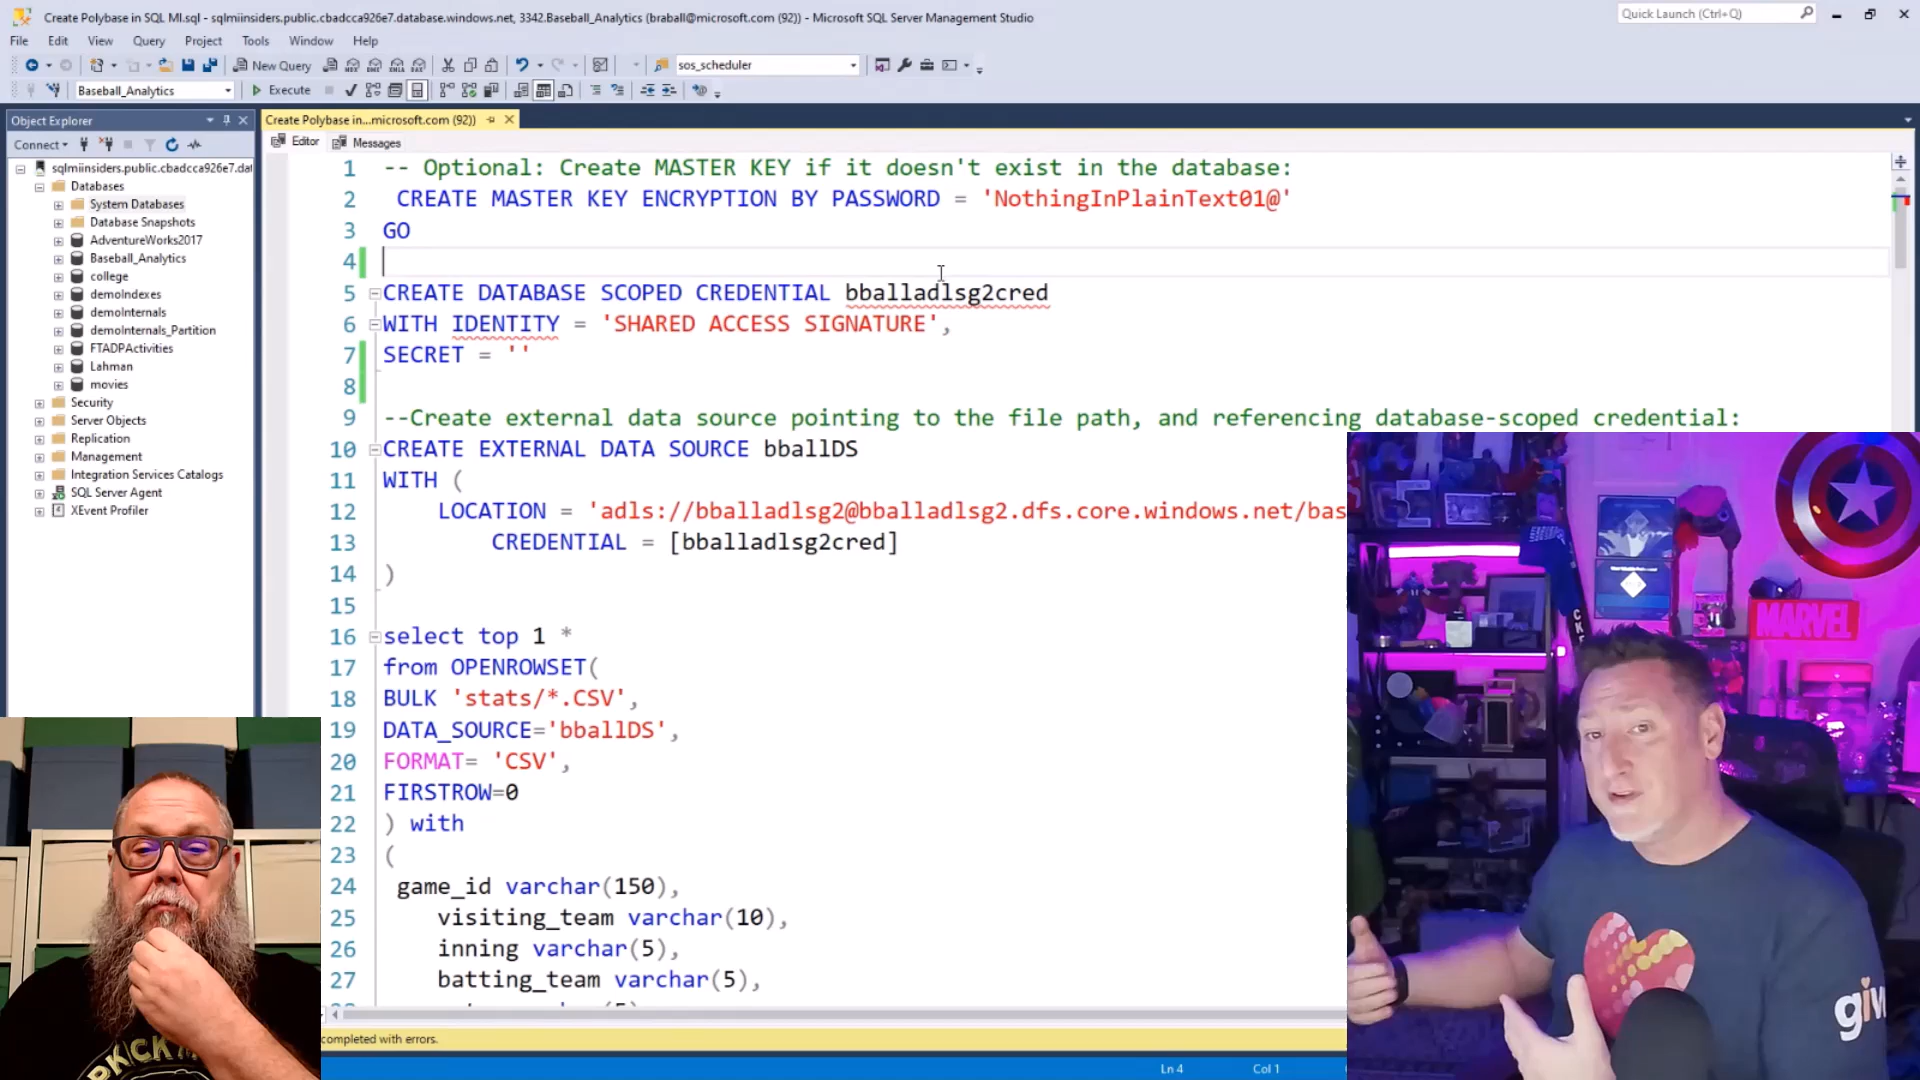 Create Polybase in SQL MI.sql - sqlmiinsiders.public.cbadcca926e7.database.windows.net, 3342.Baseball_Analytics (braball@microsoft.com (92)) - Microsoft SQL Server Management Studio
Quick Launch (Ctrl+Q)
File Edit View Query Project Tools Window Help
New Query
sos_scheduler
Baseball_Analytics
Execute
Object Explorer
Create Polybase in...microsoft.com (92))
Connect
Editor
Messages
sqlmiinsiders.public.cbadcca926e7.dat
Databases
System Databases
Database Snapshots
AdventureWorks2017
Baseball_Analytics
college
demoIndexes
demoInternals
demoInternals_Partition
FTADPActivities
Lahman
movies
Security
Server Objects
Replication
Management
Integration Services Catalogs
SQL Server Agent
XEvent Profiler
1 -- Optional: Create MASTER KEY if it doesn't exist in the database:
2 CREATE MASTER KEY ENCRYPTION BY PASSWORD = 'NothingInPlainText01@'
3 GO
4
5 CREATE DATABASE SCOPED CREDENTIAL bballadlsg2cred
6 WITH IDENTITY = 'SHARED ACCESS SIGNATURE',
7 SECRET = ''
8
9 --Create external data source pointing to the file path, and referencing database-scoped credential:
10 CREATE EXTERNAL DATA SOURCE bballDS
11 WITH (
12 LOCATION = 'adls://bballadlsg2@bballadlsg2.dfs.core.windows.net/bas
13 CREDENTIAL = [bballadlsg2cred]
14 )
15
16 select top 1 *
17 from OPENROWSET(
18 BULK 'stats/*.CSV',
19 DATA_SOURCE='bballDS',
20 FORMAT= 'CSV',
21 FIRSTROW=0
22 ) with
23 (
24 game_id varchar(150),
25 visiting_team varchar(10),
26 inning varchar(5),
27 batting_team varchar(5),
completed with errors.
Ln 4
Col 1
MARVEL
giv